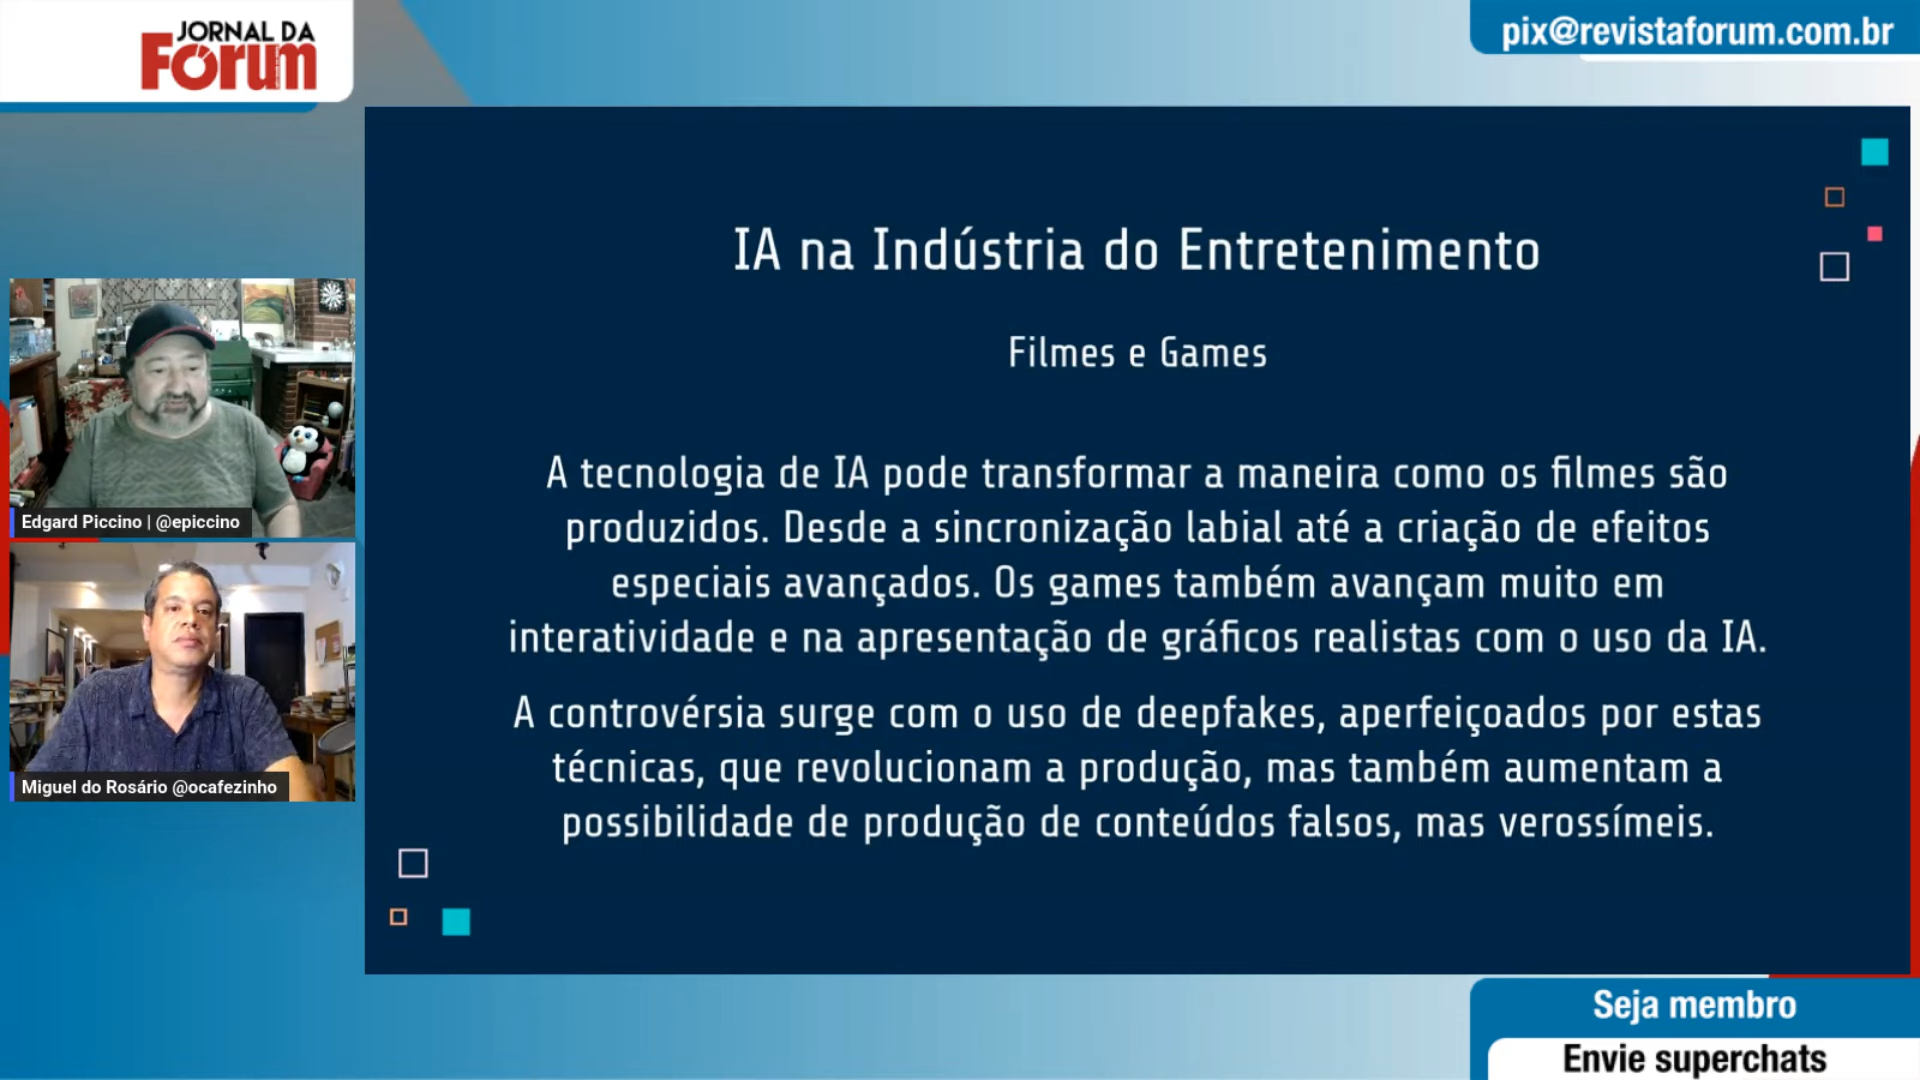 JORNAL DA
Fórum
pix@revistaforum.com.br
IA na Indústria do Entretenimento
Filmes e Games
A tecnologia de IA pode transformar a maneira como os filmes são
produzidos. Desde a sincronização labial até a criação de efeitos
especiais avançados. Os games também avançam muito em
interatividade e na apresentação de gráficos realistas com o uso da IA.
A controvérsia surge com o uso de deepfakes, aperfeiçoados por estas
técnicas, que revolucionam a produção, mas também aumentam a
possibilidade de produção de conteúdos falsos, mas verossímeis.
Edgard Piccino | @epiccino
Miguel do Rosário @ocafezinho
Seja membro
Envie superchats